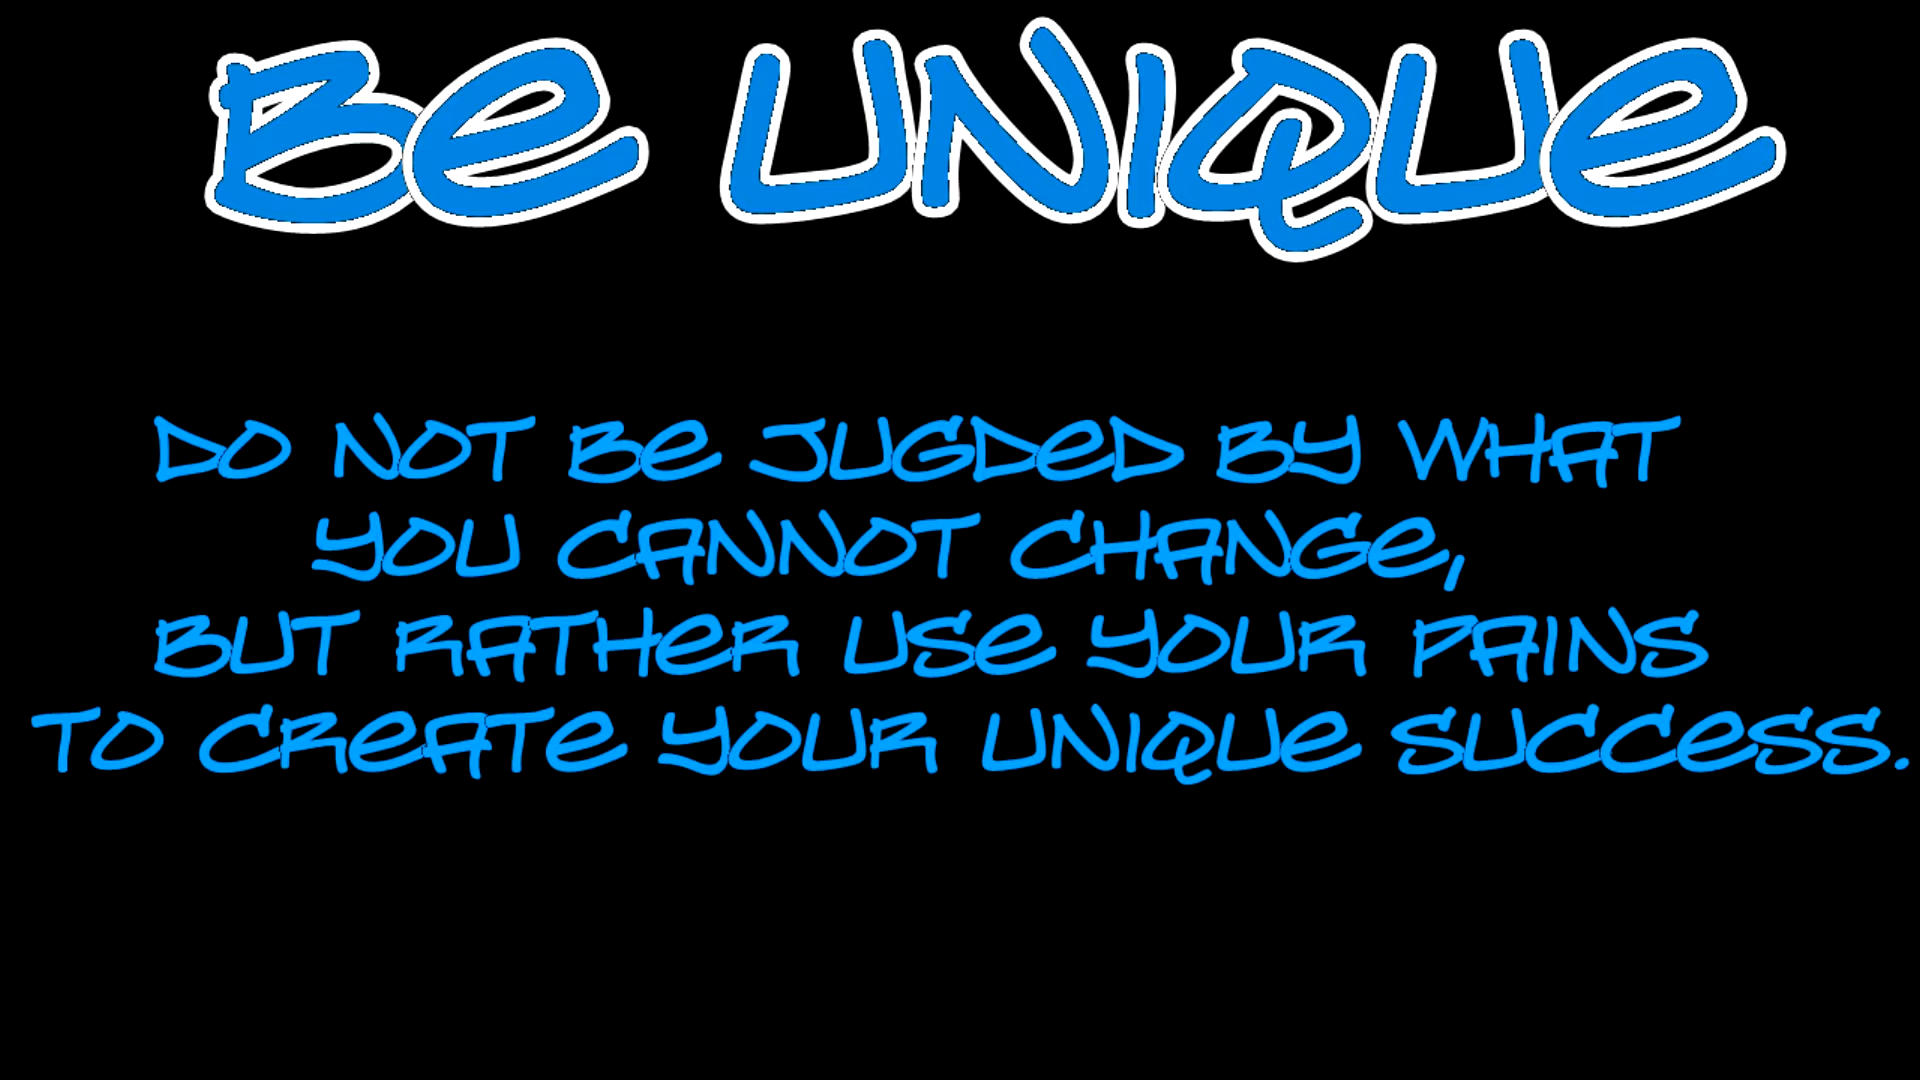 Be UNIQUe
DO NOT Be JUGDeD BY WHAT
YOU CANNOT CHANGe,
BUT RATHeR USe YOUR PAINS
TO CReATe YOUR UNIQUe SUCCeSS.